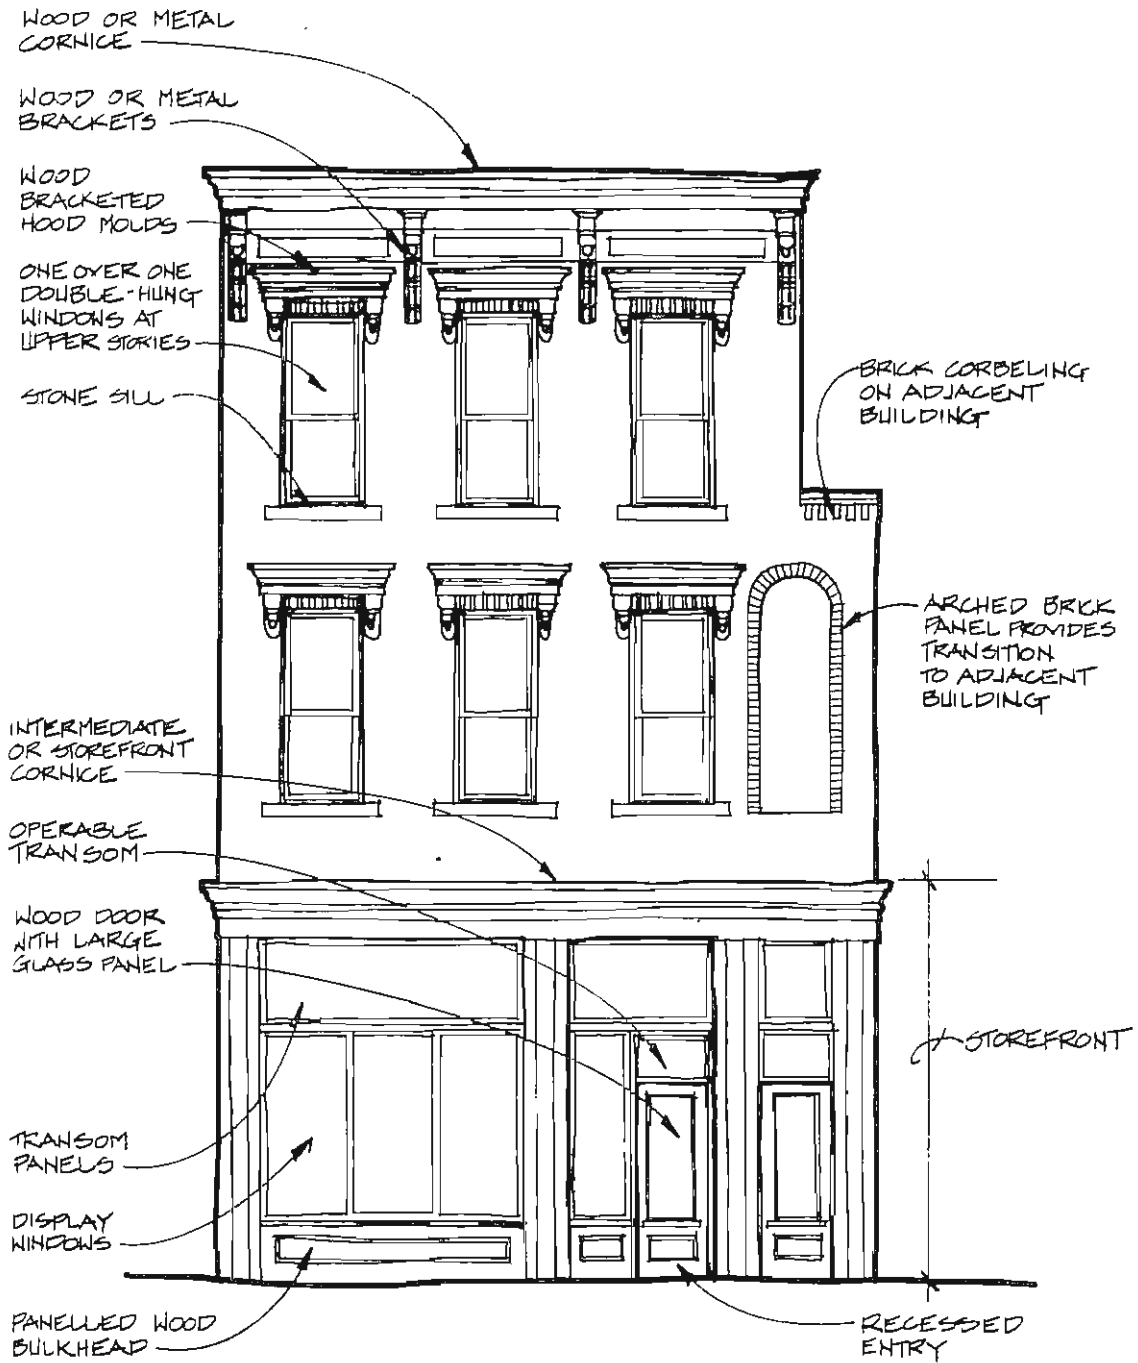 WOOD OR METAL
CORNICE
WOOD OR METAL
BRACKETS
WOOD
BRACKETED
HOOD MOLDS
ONE OVER ONE
DOUBLE-HUNG
WINDOWS AT
UPPER STORIES
STONE SILL
BRICK CORBELING
ON ADJACENT
BUILDING
ARCHED BRICK
PANEL PROVIDES
TRANSITION
TO ADJACENT
BUILDING
INTERMEDIATE
OR STOREFRONT
CORNICE
OPERABLE
TRANSOM
WOOD DOOR
WITH LARGE
GLASS PANEL
STOREFRONT
TRANSOM
PANELS
DISPLAY
WINDOWS
PANELLED WOOD
BULKHEAD
RECESSED
ENTRY